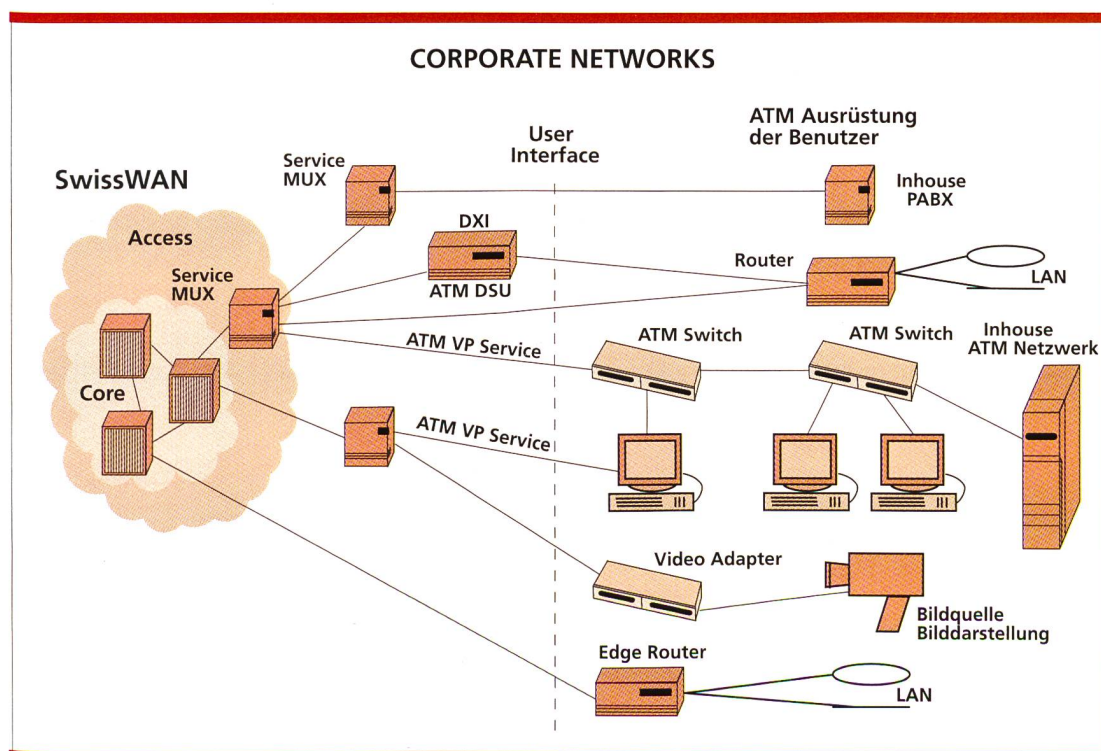 CORPORATE NETWORKS
SwissWAN
Access
Service
MUX
Core
Service
MUX
DXI
ATM DSU
ATM VP Service
ATM VP Service
User
Interface
ATM Ausrüstung
der Benutzer
Inhouse
PABX
Router
LAN
ATM Switch
ATM Switch
Inhouse
ATM Netzwerk
Video Adapter
Bildquelle
Bilddarstellung
Edge Router
LAN